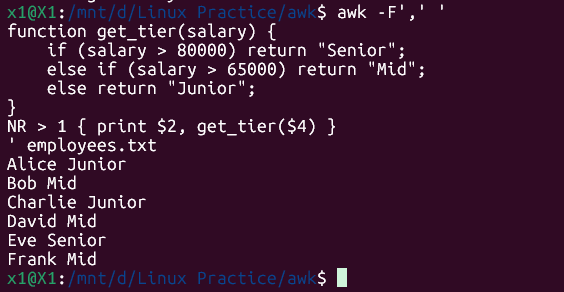 x1@X1:/mnt/d/Linux Practice/awk$ awk -F',' '
function get_tier(salary) {
    if (salary > 80000) return "Senior";
    else if (salary > 65000) return "Mid";
    else return "Junior";
}
NR > 1 { print $2, get_tier($4) }
' employees.txt
Alice Junior
Bob Mid
Charlie Junior
David Mid
Eve Senior
Frank Mid
x1@X1:/mnt/d/Linux Practice/awk$